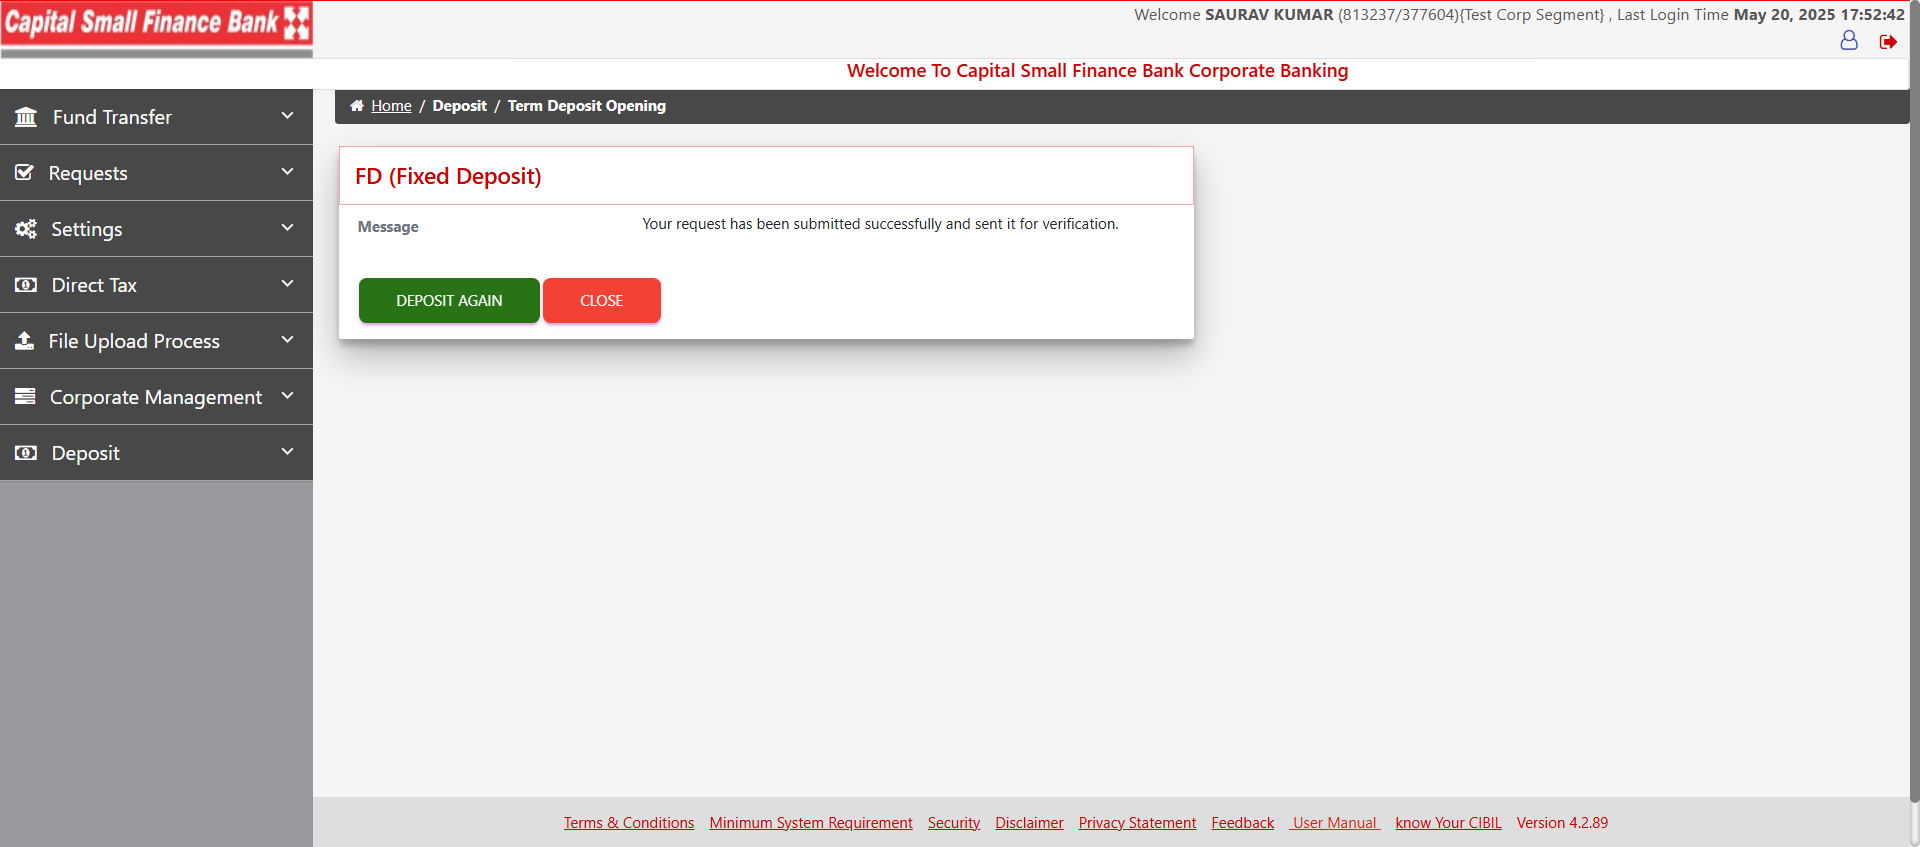 Capital Small Finance Bank
Welcome SAURAV KUMAR (813237/377604){Test Corp Segment} , Last Login Time May 20, 2025 17:52:42
Welcome To Capital Small Finance Bank Corporate Banking
Fund Transfer
Requests
Settings
Direct Tax
File Upload Process
Corporate Management
Deposit
Home / Deposit / Term Deposit Opening
FD (Fixed Deposit)
Message Your request has been submitted successfully and sent it for verification.
DEPOSIT AGAIN CLOSE
Terms & Conditions Minimum System Requirement Security Disclaimer Privacy Statement Feedback User Manual know Your CIBIL Version 4.2.89